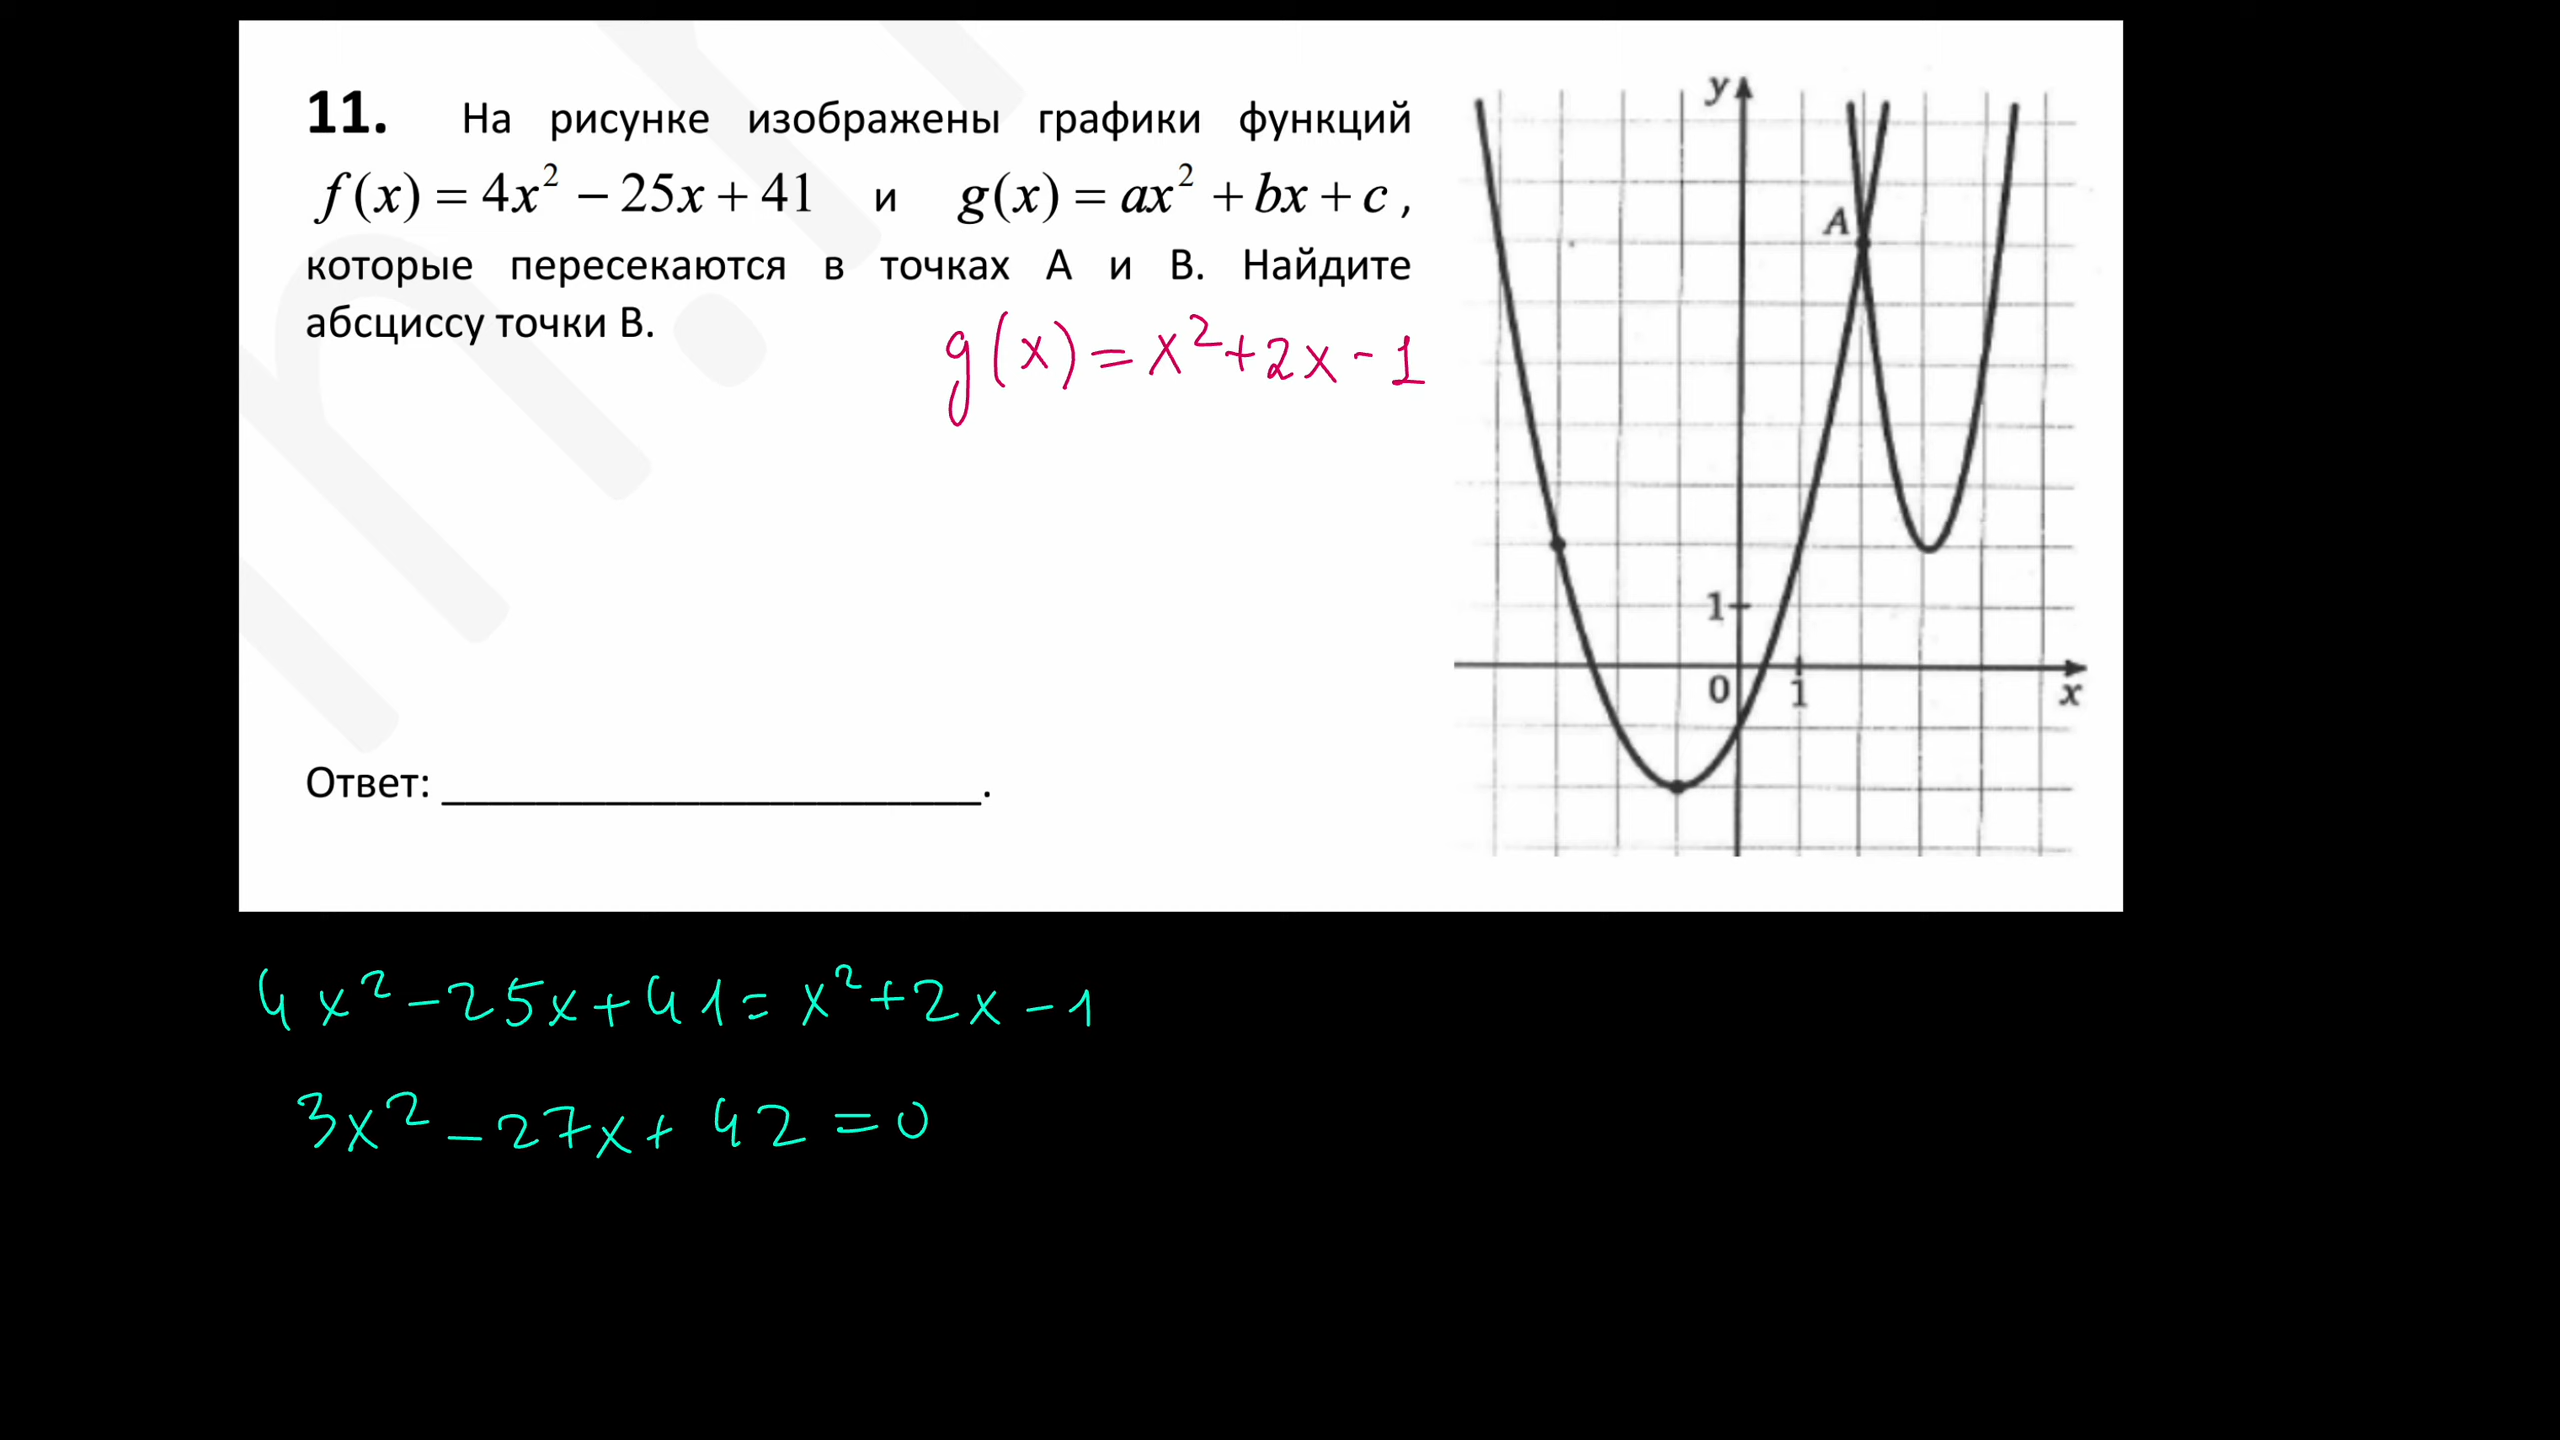 11. На рисунке изображены графики функций
f(x) = 4x² − 25x + 41 и g(x) = ax² + bx + c,
которые пересекаются в точках A и B. Найдите
абсциссу точки B.
g(x) = x² + 2x - 1
Ответ: ______________________.
y
A
1
0
1
x
4x² - 25x + 41 = x² + 2x - 1
3x² - 27x + 42 = 0